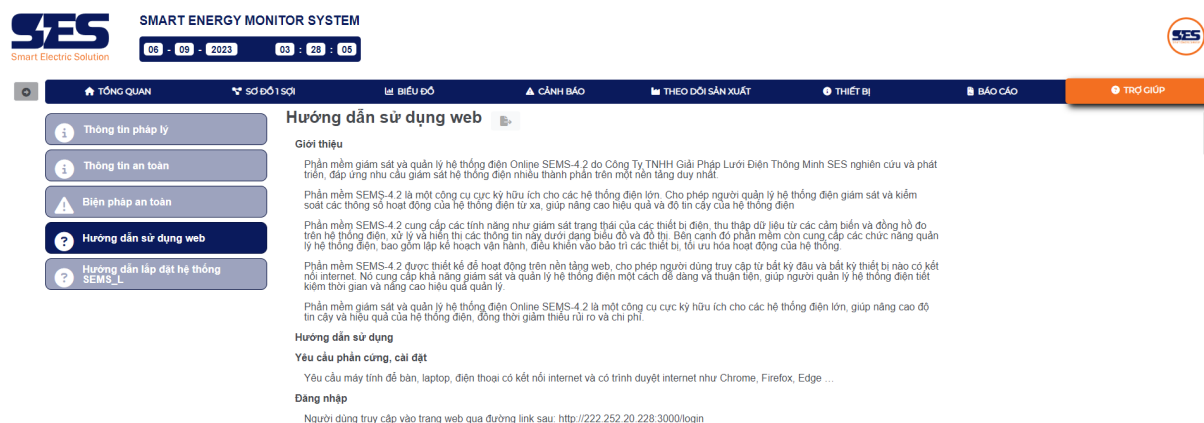 SES
Smart Electric Solution
SMART ENERGY MONITOR SYSTEM
06 - 09 - 2023 03 : 28 : 05
SES
TỔNG QUAN SƠ ĐỒ 1 SỢI BIỂU ĐỒ CẢNH BÁO THEO DÕI SẢN XUẤT THIẾT BỊ BÁO CÁO TRỢ GIÚP
Thông tin pháp lý
Thông tin an toàn
Biện pháp an toàn
Hướng dẫn sử dụng web
Hướng dẫn lắp đặt hệ thống
SEMS_L
Hướng dẫn sử dụng web
Giới thiệu
Phần mềm giám sát và quản lý hệ thống điện Online SEMS-4.2 do Công Ty TNHH Giải Pháp Lưới Điện Thông Minh SES nghiên cứu và phát
triển, đáp ứng nhu cầu giám sát hệ thống điện nhiều thành phần trên một nền tảng duy nhất.
Phần mềm SEMS-4.2 là một công cụ cực kỳ hữu ích cho các hệ thống điện lớn. Cho phép người quản lý hệ thống điện giám sát và kiểm
soát các thông số hoạt động của hệ thống điện từ xa, giúp nâng cao hiệu quả và độ tin cậy của hệ thống điện
Phần mềm SEMS-4.2 cung cấp các tính năng như giám sát trạng thái của các thiết bị điện, thu thập dữ liệu từ các cảm biến và đồng hồ đo
trên hệ thống điện, xử lý và hiển thị các thông tin này dưới dạng biểu đồ và đồ thị. Bên cạnh đó phần mềm còn cung cấp các chức năng quản
lý hệ thống điện, bao gồm lập kế hoạch vận hành, điều khiển vào bảo trì các thiết bị, tối ưu hóa hoạt động của hệ thống.
Phần mềm SEMS-4.2 được thiết kế để hoạt động trên nền tảng web, cho phép người dùng truy cập từ bất kỳ đâu và bất kỳ thiết bị nào có kết
nối internet. Nó cung cấp khả năng giám sát và quản lý hệ thống điện một cách dễ dàng và thuận tiện, giúp người quản lý hệ thống điện tiết
kiệm thời gian và nâng cao hiệu quả quản lý.
Phần mềm giám sát và quản lý hệ thống điện Online SEMS-4.2 là một công cụ cực kỳ hữu ích cho các hệ thống điện lớn, giúp nâng cao độ
tin cậy và hiệu quả của hệ thống điện, đồng thời giảm thiểu rủi ro và chi phí.
Hướng dẫn sử dụng
Yêu cầu phần cứng, cài đặt
Yêu cầu máy tính để bàn, laptop, điện thoại có kết nối internet và có trình duyệt internet như Chrome, Firefox, Edge ...
Đăng nhập
Người dùng truy cập vào trang web qua đường link sau: http://222.252.20.228:3000/login